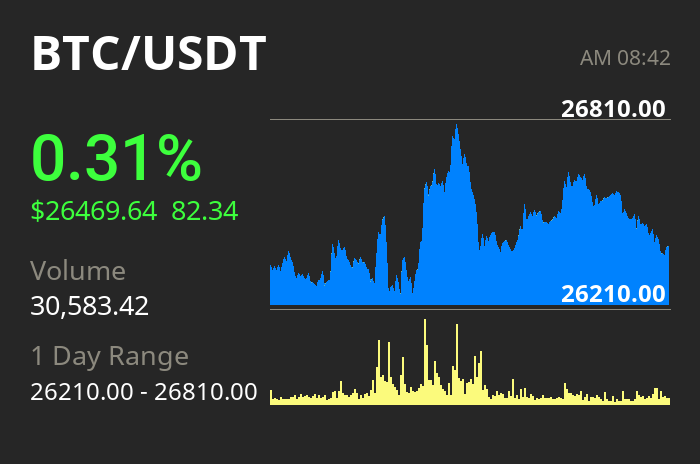 BTC/USDT
AM 08:42
26810.00
0.31%
$26469.64 82.34
Volume
30,583.42
26210.00
1 Day Range
26210.00 - 26810.00